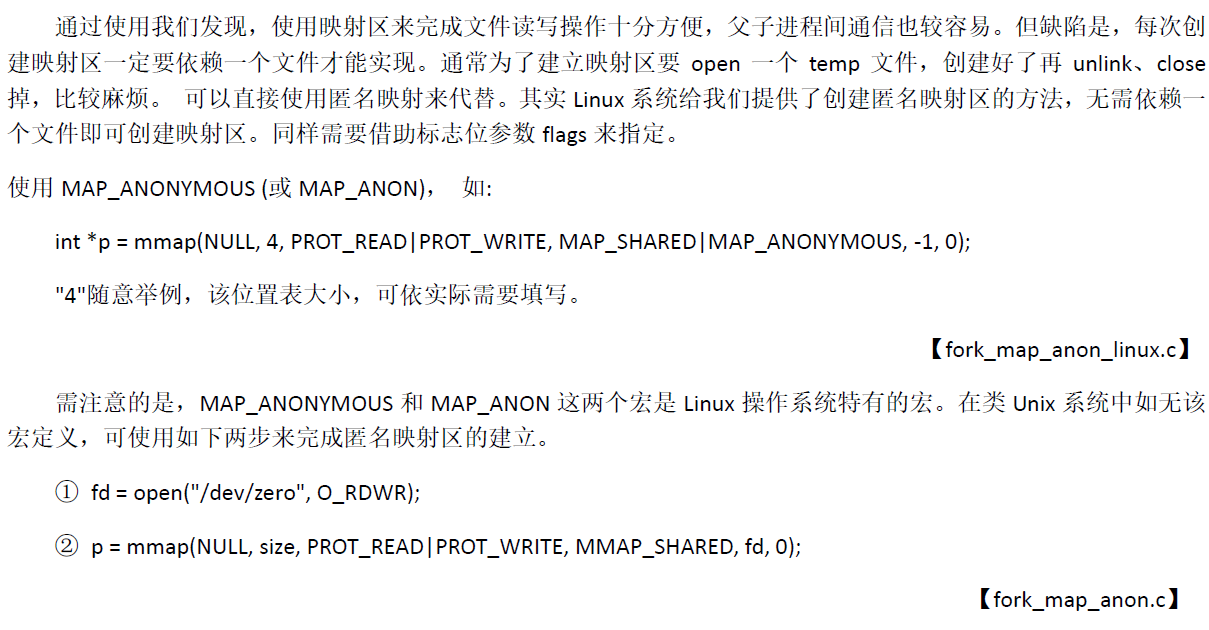 通过使用我们发现，使用映射区来完成文件读写操作十分方便，父子进程间通信也较容易。但缺陷是，每次创
建映射区一定要依赖一个文件才能实现。通常为了建立映射区要 open 一个 temp 文件，创建好了再 unlink、close
掉，比较麻烦。 可以直接使用匿名映射来代替。其实 Linux 系统给我们提供了创建匿名映射区的方法，无需依赖一
个文件即可创建映射区。同样需要借助标志位参数 flags 来指定。
使用 MAP_ANONYMOUS (或 MAP_ANON)， 如:
int *p = mmap(NULL, 4, PROT_READ|PROT_WRITE, MAP_SHARED|MAP_ANONYMOUS, -1, 0);
"4"随意举例，该位置表大小，可依实际需要填写。
【fork_map_anon_linux.c】
需注意的是，MAP_ANONYMOUS 和 MAP_ANON 这两个宏是 Linux 操作系统特有的宏。在类 Unix 系统中如无该
宏定义，可使用如下两步来完成匿名映射区的建立。
① fd = open("/dev/zero", O_RDWR);
② p = mmap(NULL, size, PROT_READ|PROT_WRITE, MMAP_SHARED, fd, 0);
【fork_map_anon.c】